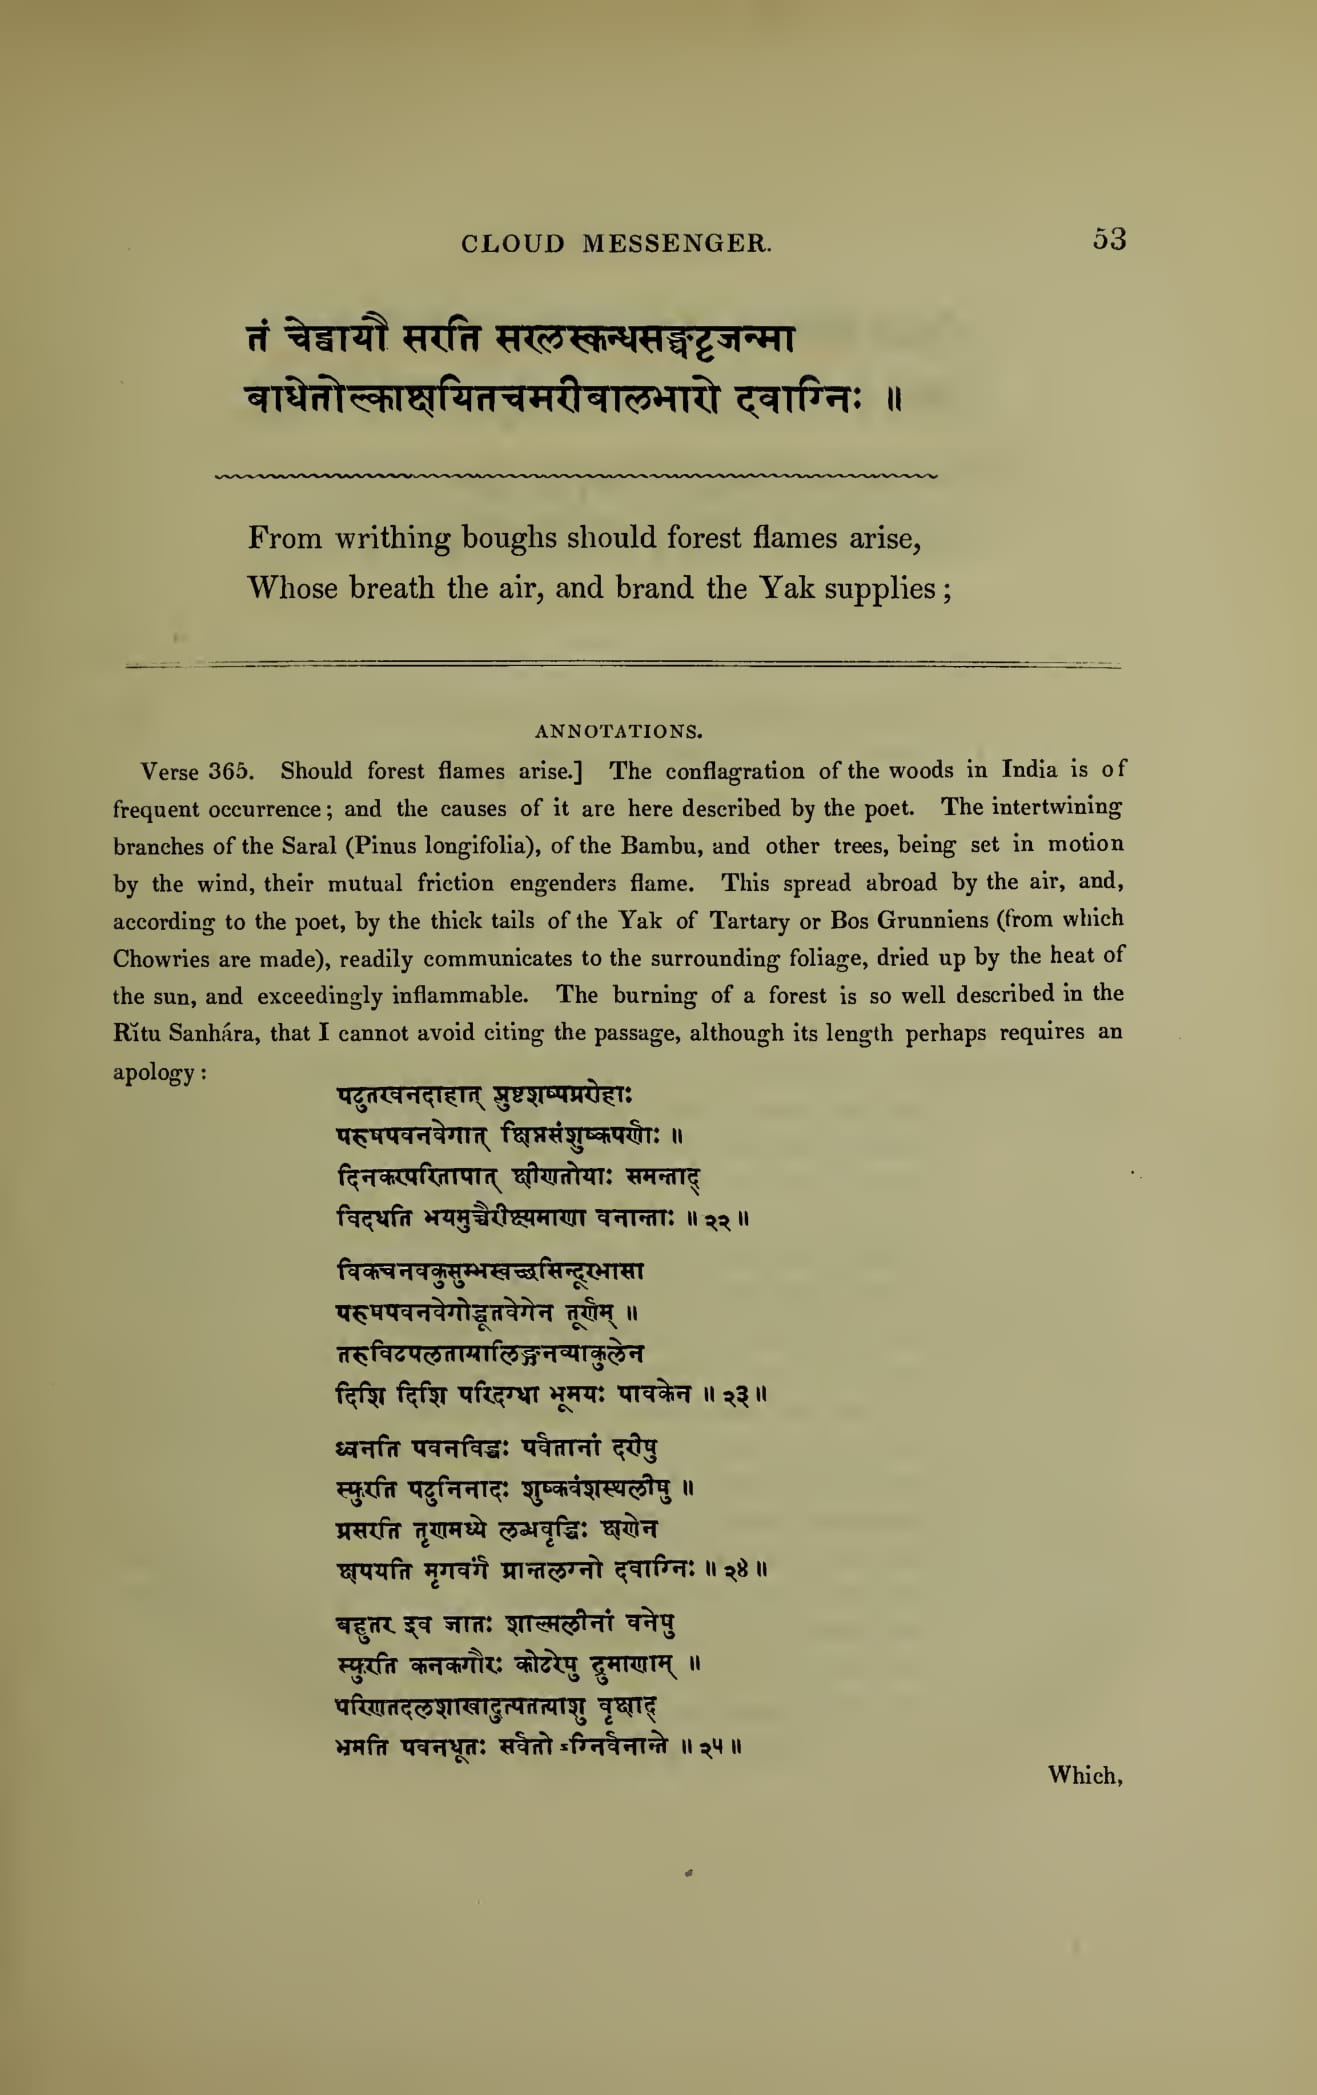 CLOUD MESSENGER. 53
तं चेद्वायौ सरति सरलस्कन्धसङ्घट्टजन्मा
बाधेतोल्काक्षयितचमरीबालभारो दवाग्निः ॥
From writhing boughs should forest flames arise,
Whose breath the air, and brand the Yak supplies ;
ANNOTATIONS.
Verse 365. Should forest flames arise.] The conflagration of the woods in India is of
frequent occurrence ; and the causes of it are here described by the poet. The intertwining
branches of the Saral (Pinus longifolia), of the Bambu, and other trees, being set in motion
by the wind, their mutual friction engenders flame. This spread abroad by the air, and,
according to the poet, by the thick tails of the Yak of Tartary or Bos Grunniens (from which
Chowries are made), readily communicates to the surrounding foliage, dried up by the heat of
the sun, and exceedingly inflammable. The burning of a forest is so well described in the
Rĭtu Sanhára, that I cannot avoid citing the passage, although its length perhaps requires an
apology :
पटुतरवनदाहात् प्लुष्टशष्पप्ररोहाः
परुषपवनवेगात् क्षिप्तसंशुष्कपर्णाः ॥
दिनकरपरितापात् क्षीणतोयाः समन्ताद्
विदधति भयमुच्चैरीक्ष्यमाणा वनान्ताः ॥ २२ ॥
विकचनवकुसुम्भस्वच्छसिन्दूरभासा
परुषपवनवेगोद्धूतवेगेन तूर्णम् ॥
तरुविटपलतायालिङ्गनव्याकुलेन
दिशि दिशि परिदग्धा भूमयः पावकेन ॥ २३ ॥
ध्वनति पवनविद्धः पर्वतानां दरीषु
स्फुरति पटुनिनादः शुष्कवंशस्थलीषु ॥
प्रसरति तृणमध्ये लब्धवृद्धिः क्षणेन
क्षपयति मृगवर्गं प्रान्तलग्नो दवाग्निः ॥ २४ ॥
बहुतर इव जातः शाल्मलीनां वनेषु
स्फुरति कनकगौरः कोटरेषु द्रुमाणाम् ॥
परिणतदलशाखादुत्पतत्याशु वृक्षाद्
भ्रमति पवनधूतः सर्वतो ऽग्निर्वनान्ते ॥ २५ ॥
Which,